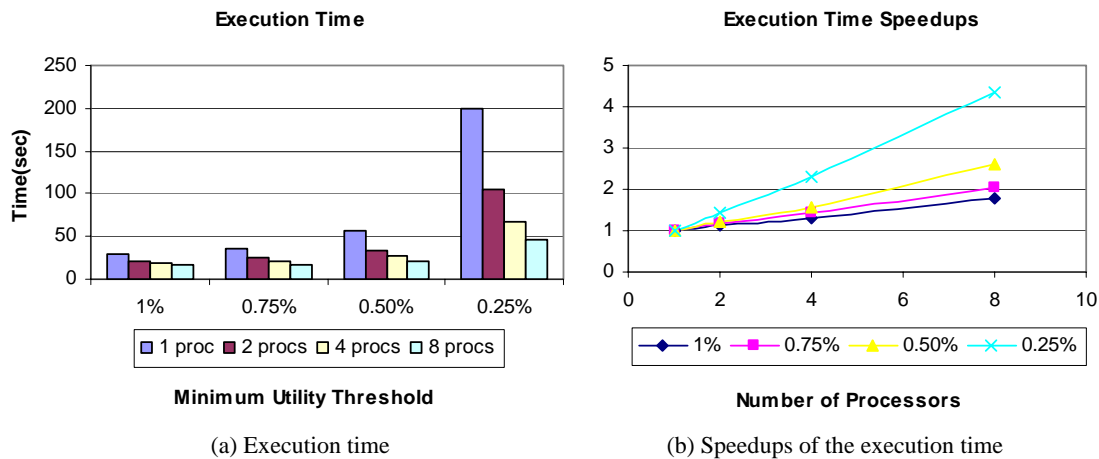 Execution Time
250
200
150
100
50
0
Time(sec)
1% 0.75% 0.50% 0.25%
1 proc 2 procs 4 procs 8 procs
Minimum Utility Threshold
(a) Execution time
Execution Time Speedups
5
4
3
2
1
0
0 2 4 6 8 10
1% 0.75% 0.50% 0.25%
Number of Processors
(b) Speedups of the execution time